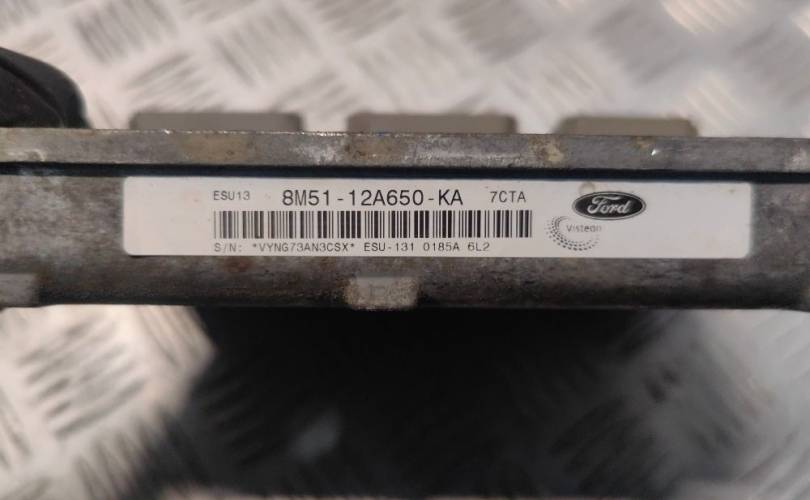 ESU13 8M51-12A650-KA 7CTA
Ford
Visteon
S/N: *VYNG73AN3CSX* ESU-131 0185A 6L2